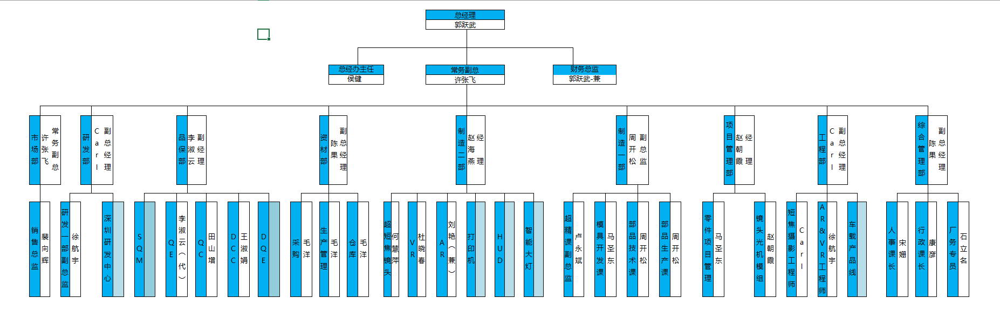 总经理
郭跃武
总经办主任
侯健
常务副总
许张飞
财务总监
郭跃武-兼
市场部
许张飞
常务副总
研发部
Carl
副总经理
品保部
李淑云
副经理
资材部
陈果
副总经理
制造二部
赵海燕
经理
制造一部
周开松
副总监
项目管理部
赵朝霞
经理
工程部
Carl
副总经理
综合管理部
陈果
副总经理
销售总监
裴向辉
研发一部副总监
徐航宇
深圳研发中心
SQM
QE
李淑云（代）
QC
田山增
DCC
王淑娟
DQE
采购
毛洋
生产管理
毛洋
仓库
毛洋
超短焦镜头
何慧萍
VR
杜晓春
AR
刘艳（兼）
打印机
HUD
智能大灯
超精课副总监
卢永斌
模具开发课
马圣东
部品技术课
周开松
部品生产课
周开松
零件项目管理
马圣东
镜头光机模组
赵朝霞
短焦摄影工程师
Carl
AR&VR工程师
徐航宇
车载产品线
人事课长
宋姗
行政课长
康彦
厂务专员
石立名